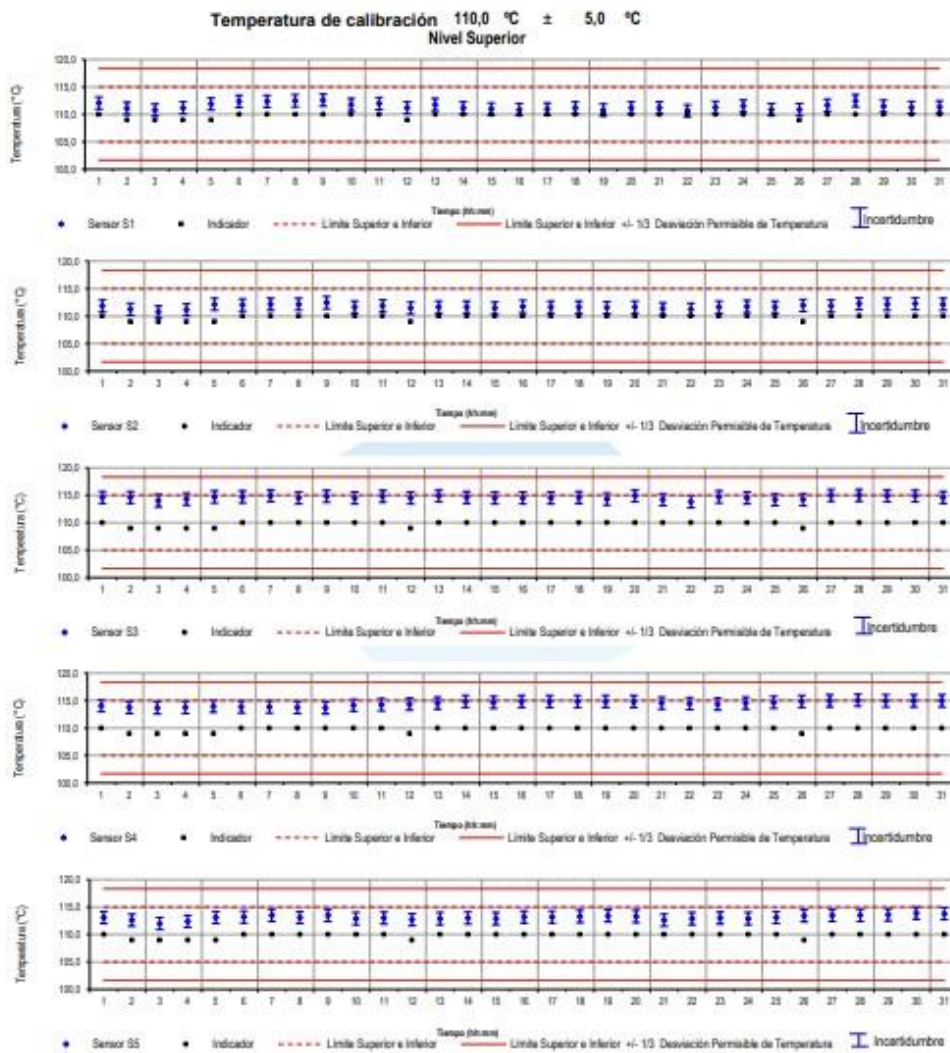 Temperatura de calibración 110,0 ºC ± 5,0 ºC
Nivel Superior
Temperatura (°C)
120,0
115,0
110,0
105,0
100,0
1 2 3 4 5 6 7 8 9 10 11 12 13 14 15 16 17 18 19 20 21 22 23 24 25 26 27 28 29 30 31
Tiempo (hh:mm)
Sensor S1 Indicador Limite Superior e Inferior Limite Superior e Inferior +/- 1/3 Desviación Permisible de Temperatura Incertidumbre
Temperatura (°C)
120,0
115,0
110,0
105,0
100,0
1 2 3 4 5 6 7 8 9 10 11 12 13 14 15 16 17 18 19 20 21 22 23 24 25 26 27 28 29 30 31
Tiempo (hh:mm)
Sensor S2 Indicador Limite Superior e Inferior Limite Superior e Inferior +/- 1/3 Desviación Permisible de Temperatura Incertidumbre
Temperatura (°C)
120,0
115,0
110,0
105,0
100,0
1 2 3 4 5 6 7 8 9 10 11 12 13 14 15 16 17 18 19 20 21 22 23 24 25 26 27 28 29 30 31
Tiempo (hh:mm)
Sensor S3 Indicador Limite Superior e Inferior Limite Superior e Inferior +/- 1/3 Desviación Permisible de Temperatura Incertidumbre
Temperatura (°C)
120,0
115,0
110,0
105,0
100,0
1 2 3 4 5 6 7 8 9 10 11 12 13 14 15 16 17 18 19 20 21 22 23 24 25 26 27 28 29 30 31
Tiempo (hh:mm)
Sensor S4 Indicador Limite Superior e Inferior Limite Superior e Inferior +/- 1/3 Desviación Permisible de Temperatura Incertidumbre
Temperatura (°C)
120,0
115,0
110,0
105,0
100,0
1 2 3 4 5 6 7 8 9 10 11 12 13 14 15 16 17 18 19 20 21 22 23 24 25 26 27 28 29 30 31
Tiempo (hh:mm)
Sensor S5 Indicador Limite Superior e Inferior Limite Superior e Inferior +/- 1/3 Desviación Permisible de Temperatura Incertidumbre